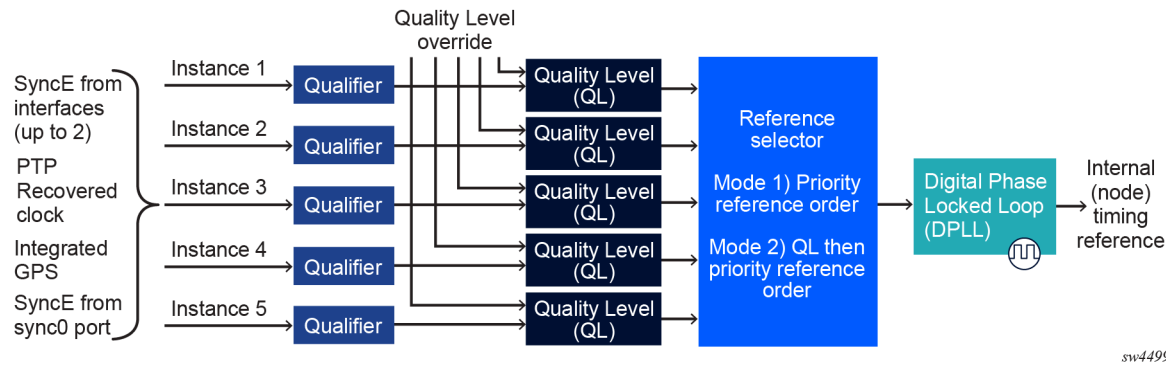 Quality Level
override
SyncE from
interfaces
(up to 2)
PTP
Recovered
clock
Integrated
GPS
SyncE from
sync0 port
Instance 1
Qualifier
Quality Level
(QL)
Instance 2
Qualifier
Quality Level
(QL)
Instance 3
Qualifier
Quality Level
(QL)
Instance 4
Qualifier
Quality Level
(QL)
Instance 5
Qualifier
Quality Level
(QL)
Reference
selector
Mode 1) Priority
reference order
Mode 2) QL then
priority reference
order
Digital Phase
Locked Loop
(DPLL)
Internal
(node)
timing
reference
sw4499